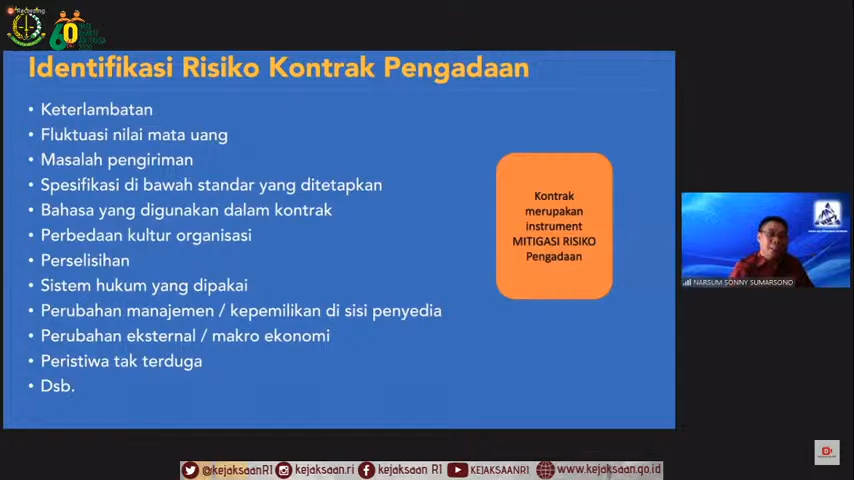 Recording
60
Identifikasi Risiko Kontrak Pengadaan
• Keterlambatan
• Fluktuasi nilai mata uang
• Masalah pengiriman
• Spesifikasi di bawah standar yang ditetapkan
• Bahasa yang digunakan dalam kontrak
• Perbedaan kultur organisasi
• Perselisihan
• Sistem hukum yang dipakai
• Perubahan manajemen / kepemilikan di sisi penyedia
• Perubahan eksternal / makro ekonomi
• Peristiwa tak terduga
• Dsb.
Kontrak
merupakan
instrument
MITIGASI RISIKO
Pengadaan
NARSUM SONNY SUMARSONO
@kejaksaanRI kejaksaan.ri kejaksaan RI KEJAKSAANRI www.kejaksaan.go.id